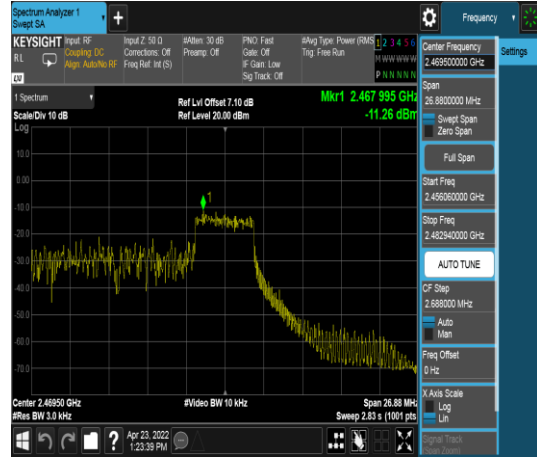 Spectrum Analyzer 1
Swept SA
+
Frequency
KEYSIGHT
RL
Input: RF
Coupling: DC
Align: Auto/No RF
Input Z: 50 Ω
Corrections: Off
Freq Ref: Int (S)
#Atten: 30 dB
Preamp: Off
PNO: Fast
Gate: Off
IF Gain: Low
Sig Track: Off
#Avg Type: Power (RMS
Trig: Free Run
1 2 3 4 5 6
M W W W W W
P N N N N N
LXI
Settings
Center Frequency
2.469500000 GHz
Span
26.8800000 MHz
Swept Span
Zero Span
Full Span
Start Freq
2.456060000 GHz
Stop Freq
2.482940000 GHz
AUTO TUNE
CF Step
2.688000 MHz
Auto
Man
Freq Offset
0 Hz
X Axis Scale
Log
Lin
Signal Track
(Span Zoom)
1 Spectrum
Scale/Div 10 dB
Log
Ref Lvl Offset 7.10 dB
Ref Level 20.00 dBm
Mkr1 2.467 995 GHz
-11.26 dBm
1
10.0
0.00
-10.0
-20.0
-30.0
-40.0
-50.0
-60.0
-70.0
Center 2.46950 GHz
#Res BW 3.0 kHz
#Video BW 10 kHz
Span 26.88 MHz
Sweep 2.83 s (1001 pts
?
Apr 23, 2022
1:23:39 PM